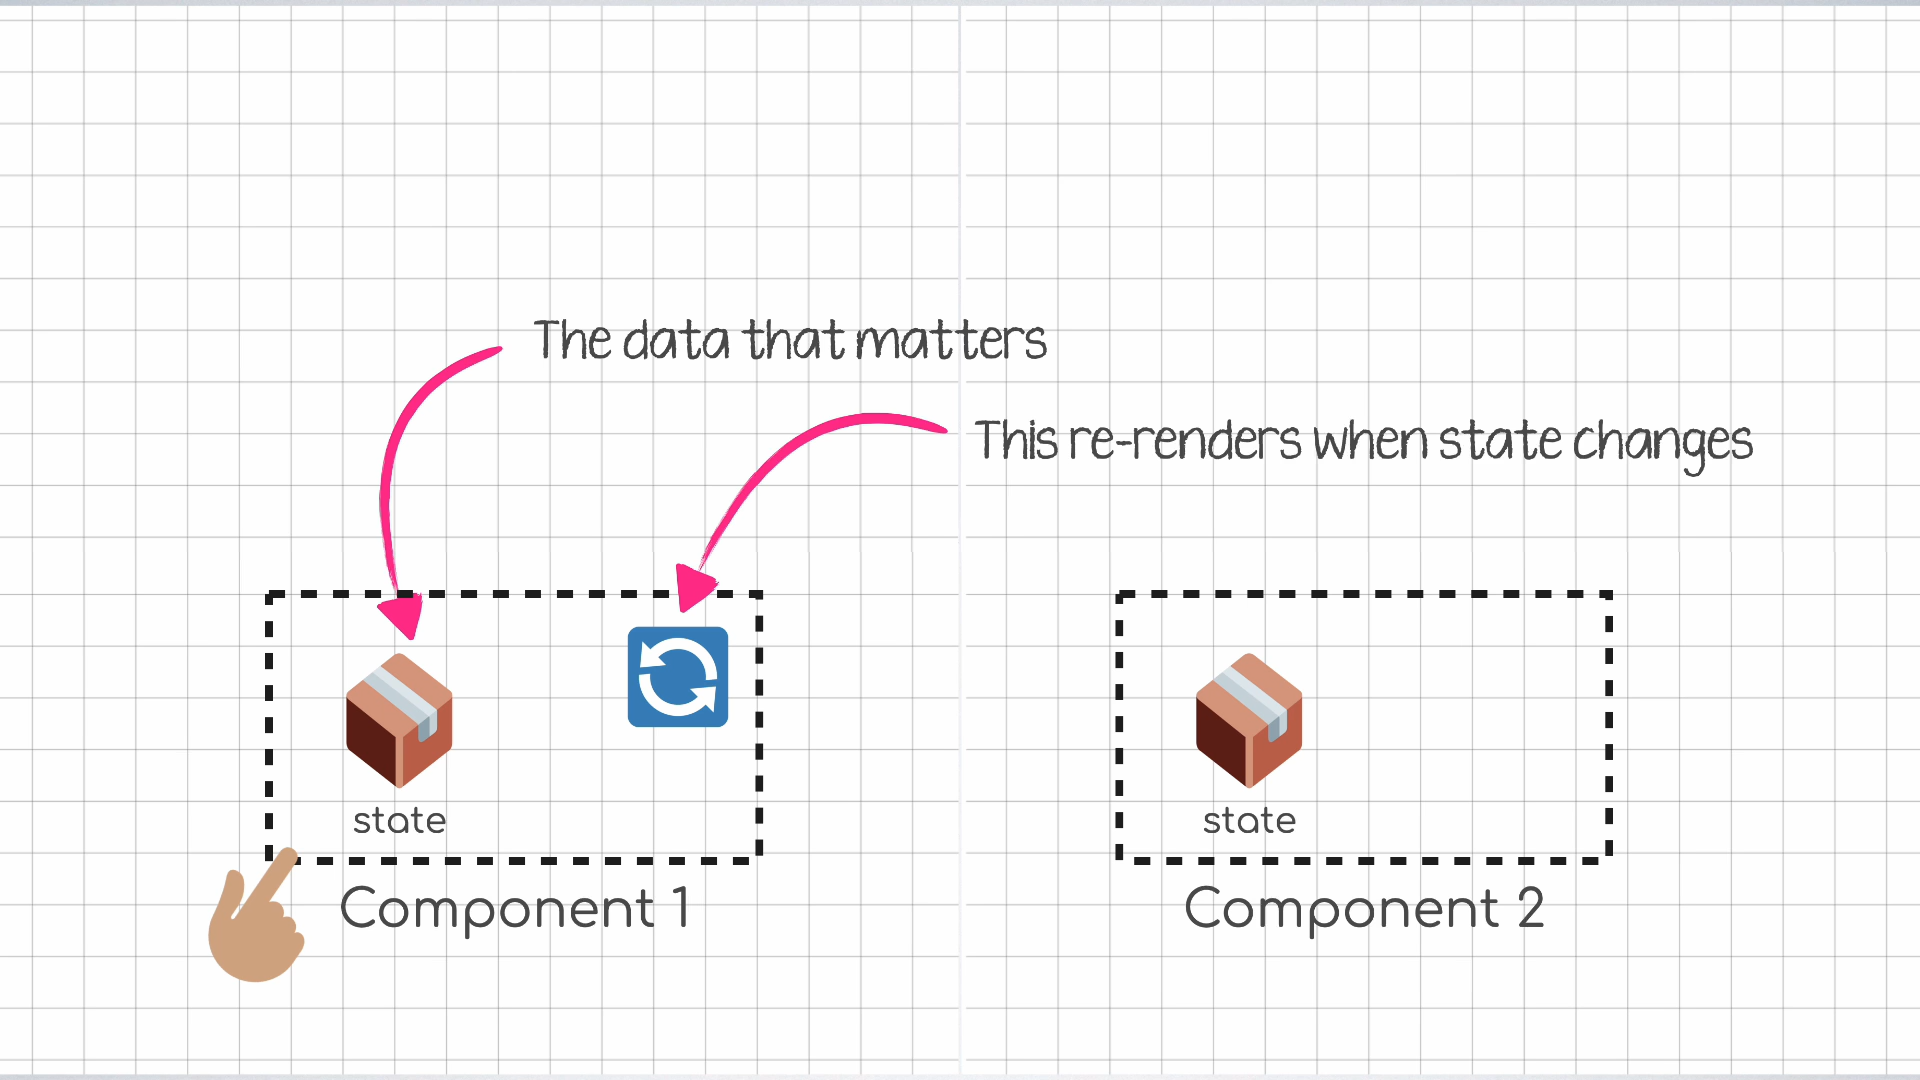 The data that matters
This re-renders when state changes
state
state
Component 1
Component 2